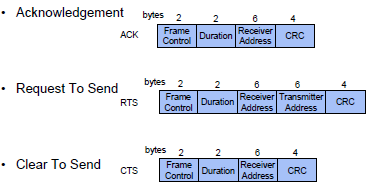 • Acknowledgement
bytes 2 2 6 4
ACK Frame Control Duration Receiver Address CRC
• Request To Send
bytes 2 2 6 6 4
RTS Frame Control Duration Receiver Address Transmitter Address CRC
• Clear To Send
bytes 2 2 6 4
CTS Frame Control Duration Receiver Address CRC